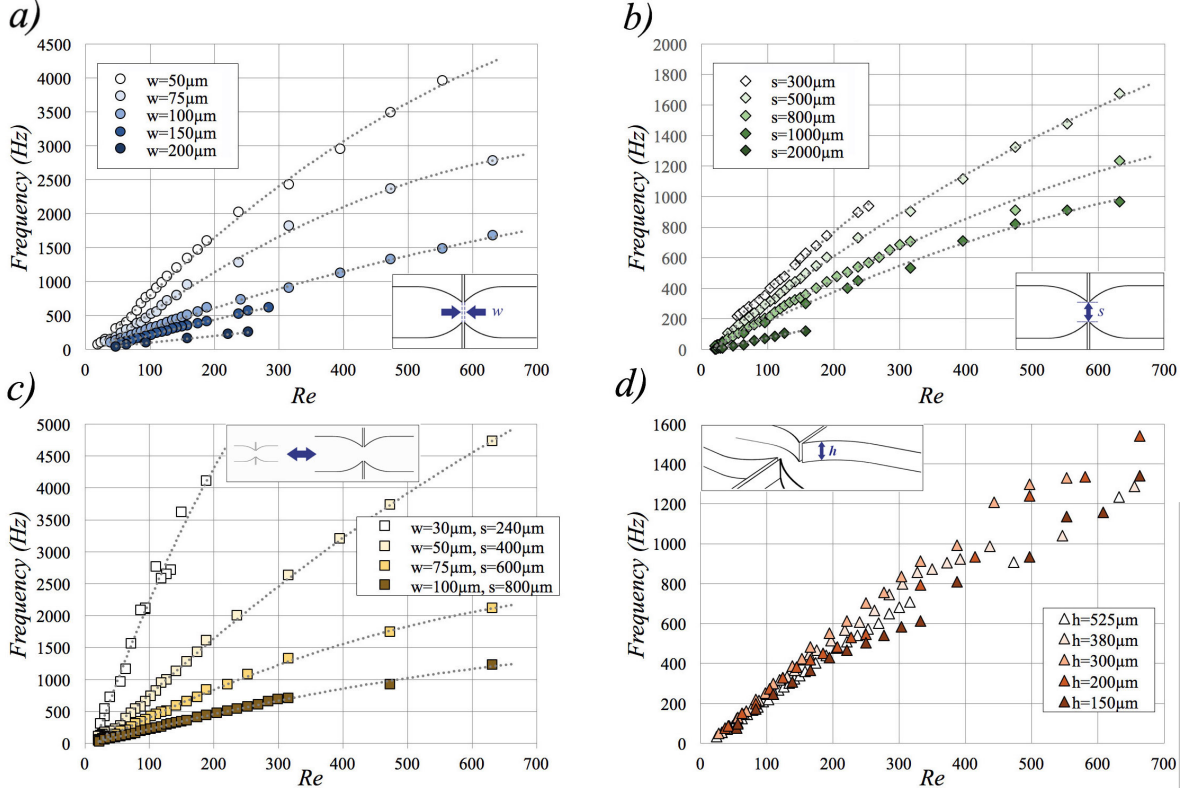 a)
Frequency (Hz)
4500
4000
3500
3000
2500
2000
1500
1000
500
0
w=50µm
w=75µm
w=100µm
w=150µm
w=200µm
w
0 100 200 300 400 500 600 700
Re
b)
Frequency (Hz)
2000
1800
1600
1400
1200
1000
800
600
400
200
0
s=300µm
s=500µm
s=800µm
s=1000µm
s=2000µm
s
0 100 200 300 400 500 600 700
Re
c)
Frequency (Hz)
5000
4500
4000
3500
3000
2500
2000
1500
1000
500
0
w=30µm, s=240µm
w=50µm, s=400µm
w=75µm, s=600µm
w=100µm, s=800µm
0 100 200 300 400 500 600 700
Re
d)
Frequency (Hz)
1600
1400
1200
1000
800
600
400
200
0
h
h=525µm
h=380µm
h=300µm
h=200µm
h=150µm
0 100 200 300 400 500 600 700
Re